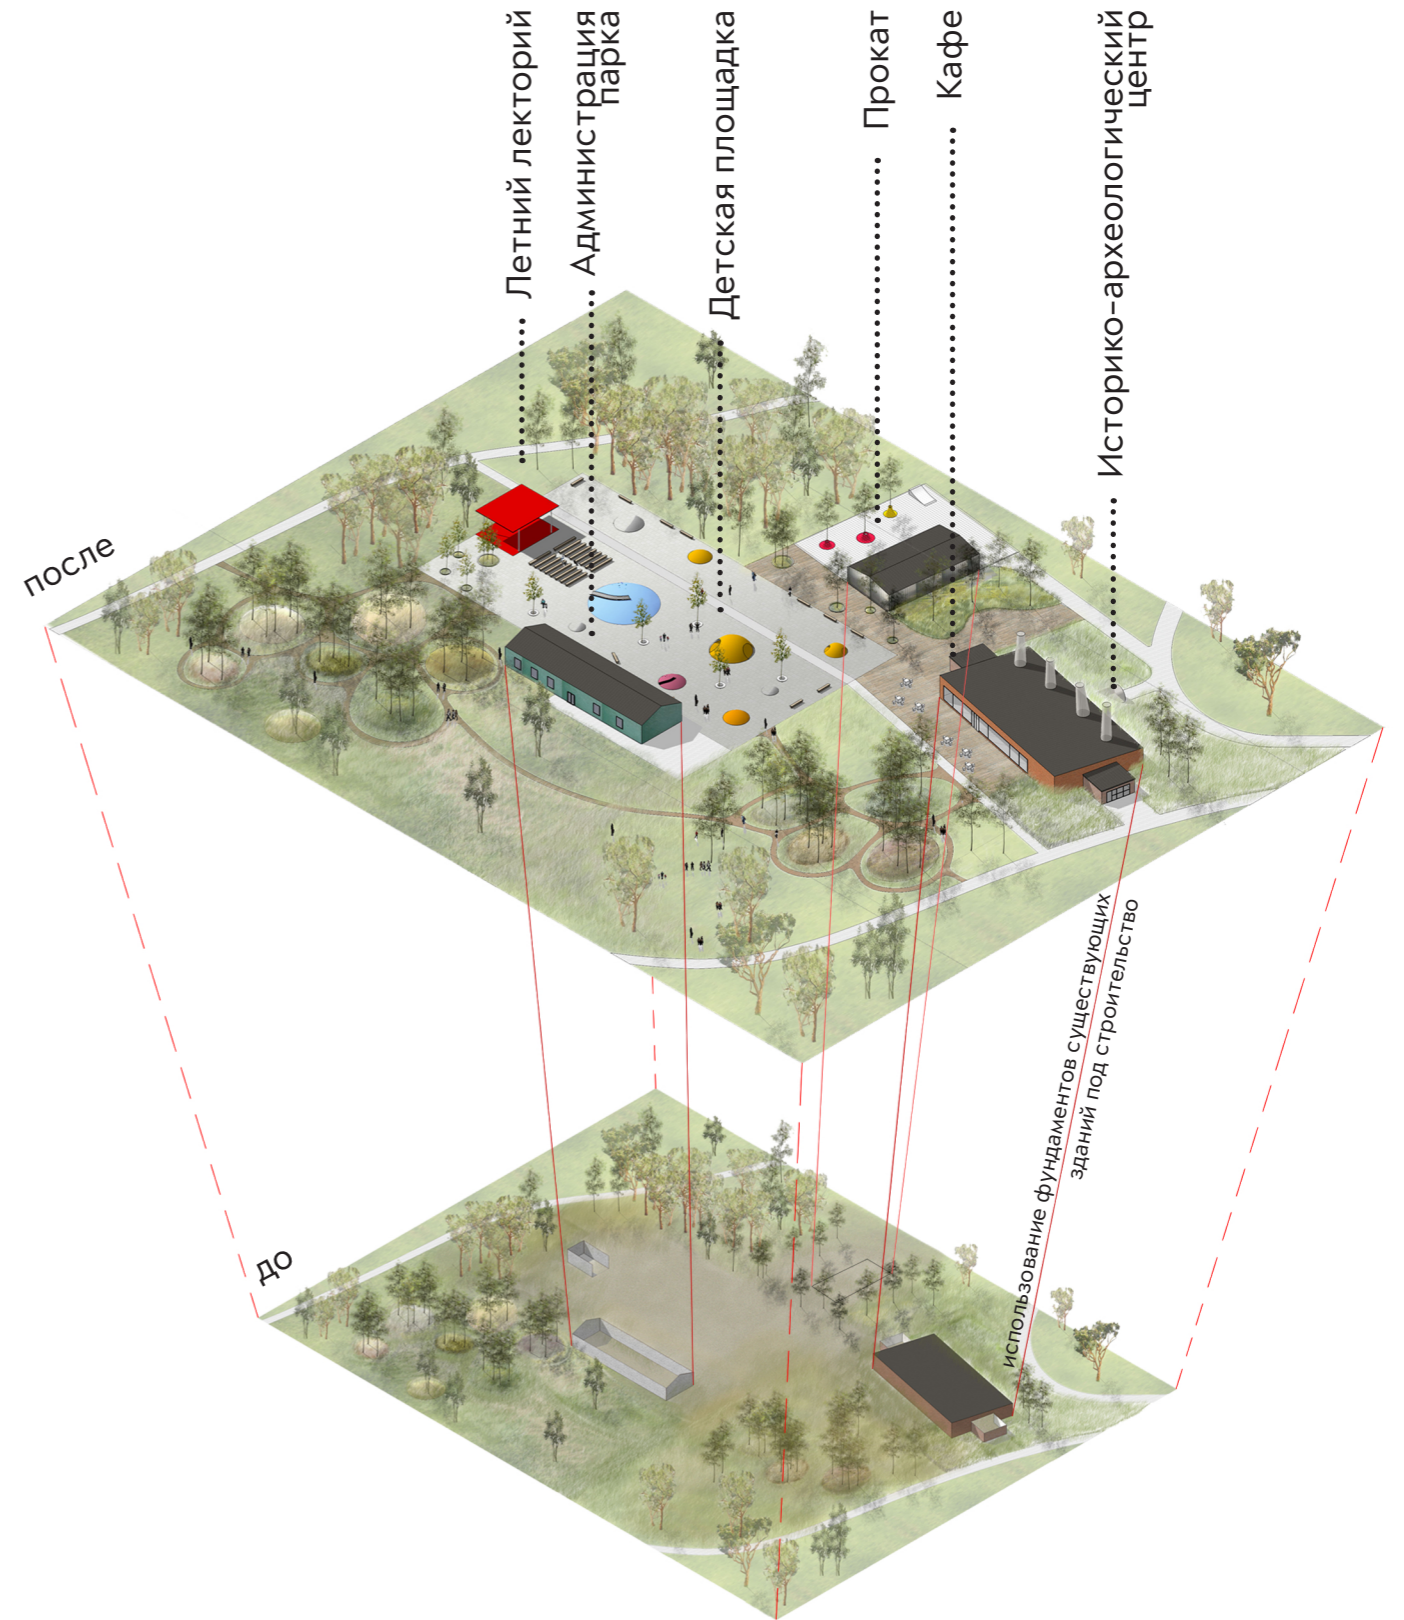 Летний лекторий
Администрация
парка
Детская площадка
Прокат
Кафе
Историко-археологический
центр
после
до
использование фундаментов существующих
зданий под строительство